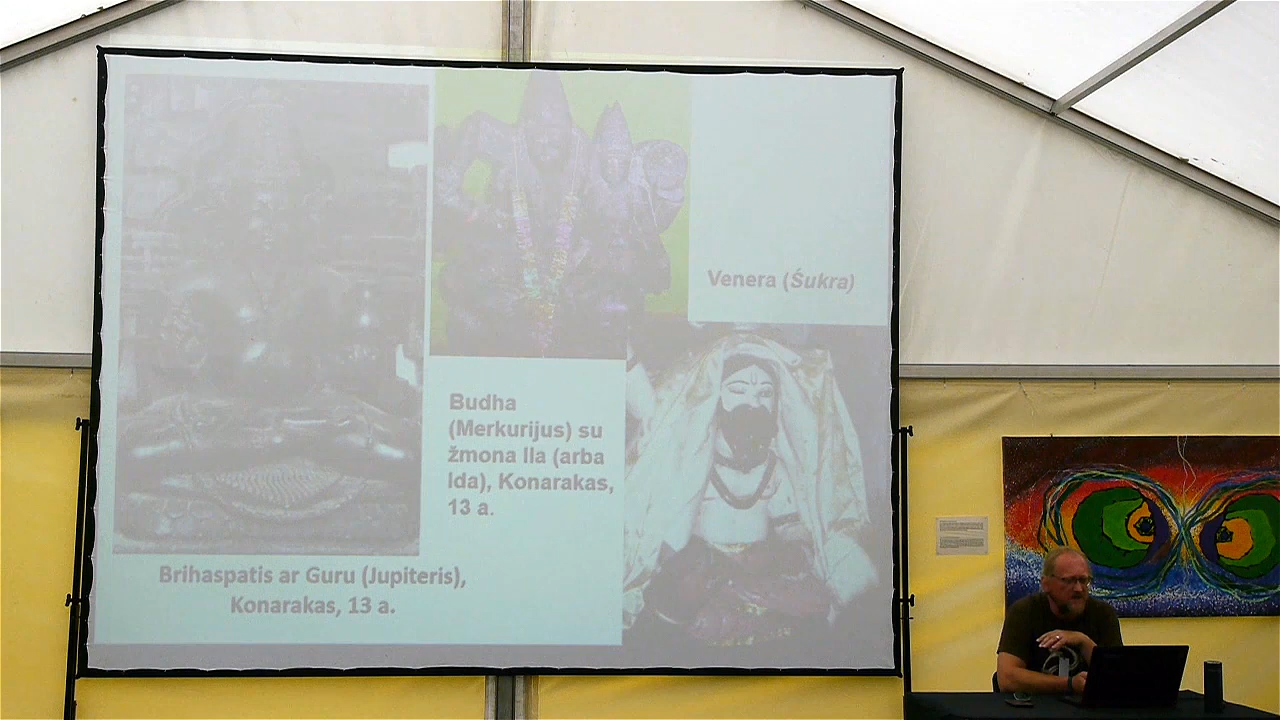 Venera (Śukra)
Budha
(Merkurijus) su
žmona Ila (arba
Ida), Konarakas,
13 a.
Brihaspatis ar Guru (Jupiteris),
Konarakas, 13 a.